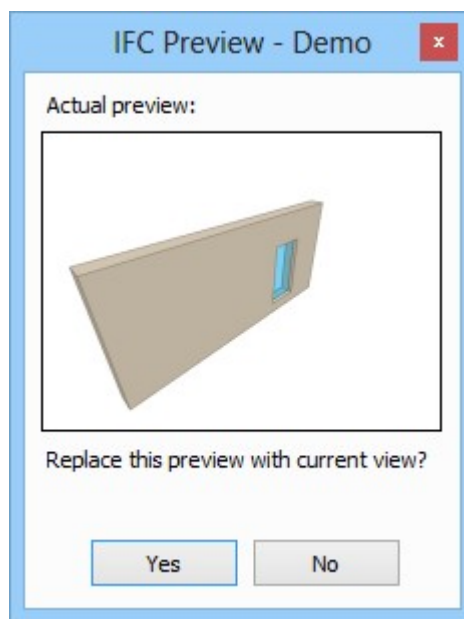 IFC Preview - Demo
x
Actual preview:
Replace this preview with current view?
Yes
No